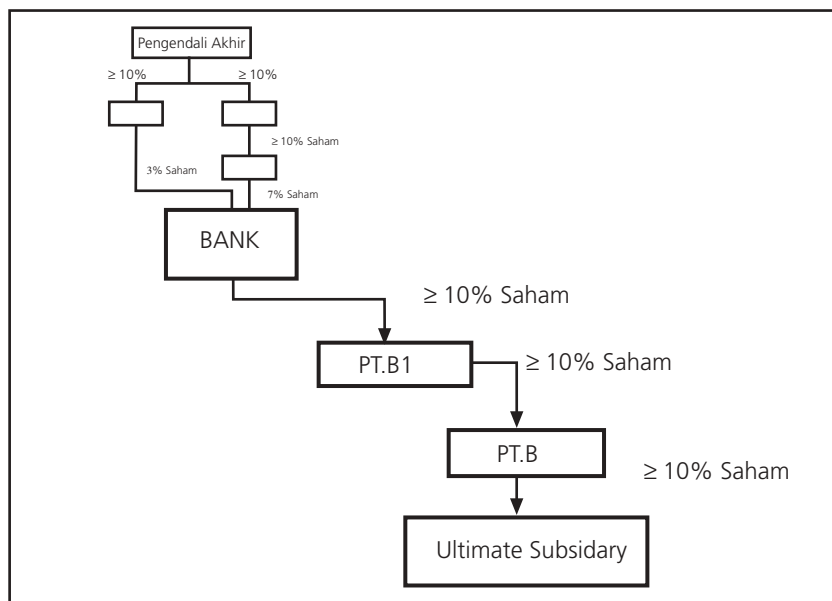 Pengendali Akhir
≥ 10%
≥ 10%
≥ 10% Saham
3% Saham
7% Saham
BANK
≥ 10% Saham
PT.B1
≥ 10% Saham
PT.B
≥ 10% Saham
Ultimate Subsidary